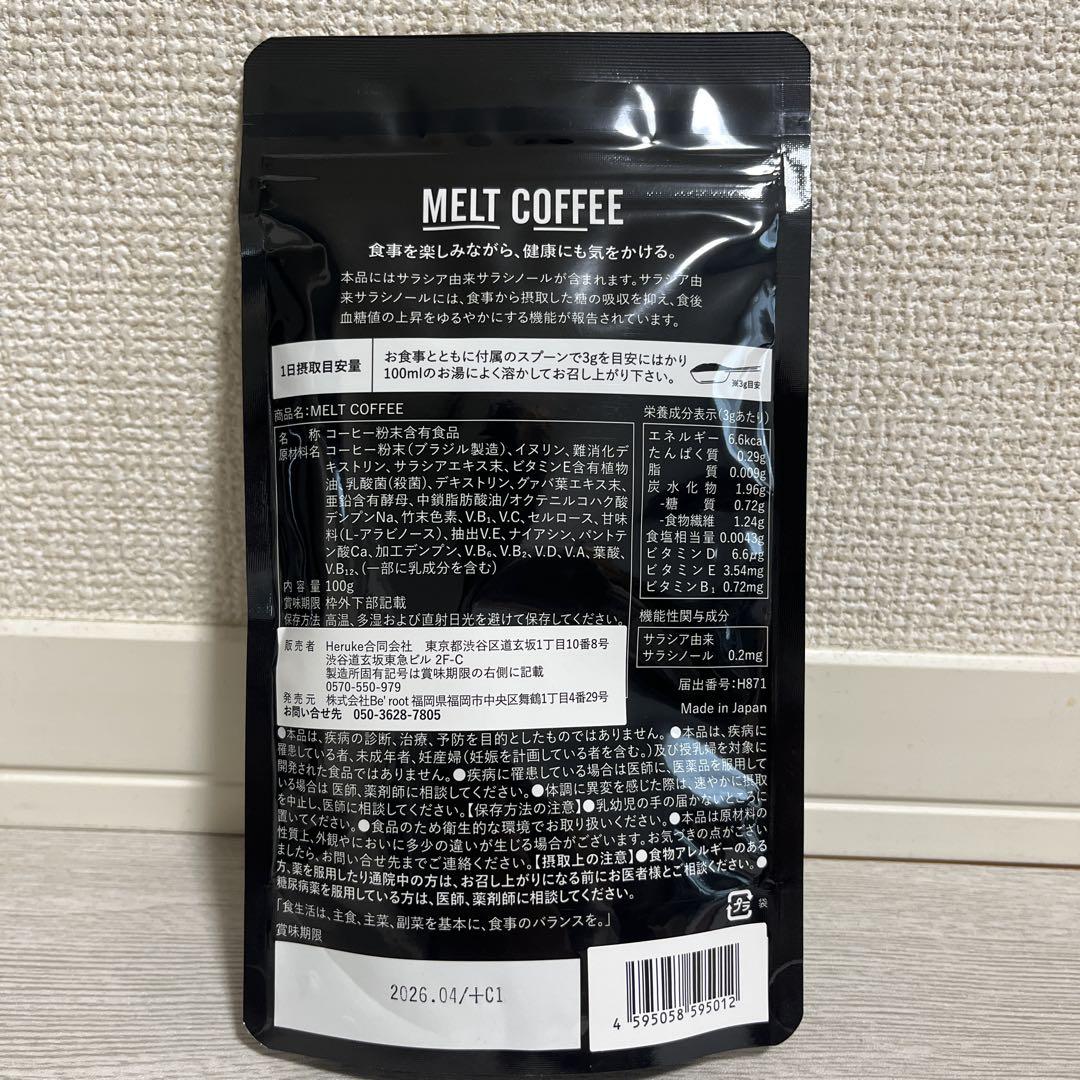 MELT COFFEE
食事を楽しみながら、健康にも気をかける。
本品にはサラシア由来サラシノールが含まれます。サラシア由
来サラシノールには、食事から摂取した糖の吸収を抑え、食後
血糖値の上昇をゆるやかにする機能が報告されています。
1日摂取目安量
お食事とともに付属のスプーンで3gを目安にはかり
100mlのお湯によく溶かしてお召し上がり下さい。
※3g目安
商品名:MELT COFFEE
名 称 コーヒー粉末含有食品
原材料名 コーヒー粉末(ブラジル製造)、イヌリン、難消化デ
キストリン、サラシアエキス末、ビタミンE含有植物
油、乳酸菌(殺菌)、デキストリン、グァバ葉エキス末、
亜鉛含有酵母、中鎖脂肪酸油/オクテニルコハク酸
デンプンNa、竹末色素、V.B₁、V.C、セルロース、甘味
料(L-アラビノース)、抽出V.E、ナイアシン、パントテ
ン酸Ca、加工デンプン、V.B₆、V.B₂、V.D、V.A、葉酸、
V.B₁₂、(一部に乳成分を含む)
内容量 100g
賞味期限 枠外下部記載
保存方法 高温、多湿および直射日光を避けて保存してください。
販売者 Heruke合同会社 東京都渋谷区道玄坂1丁目10番8号
渋谷道玄坂東急ビル 2F-C
製造所固有記号は賞味期限の右側に記載
0570-550-979
発売元 株式会社Be' root 福岡県福岡市中央区舞鶴1丁目4番29号
お問い合せ先 050-3628-7805
栄養成分表示(3gあたり)
エネルギー 6.6kcal
たんぱく質 0.29g
脂質 0.009g
炭水化物 1.96g
-糖質 0.72g
-食物繊維 1.24g
食塩相当量 0.0043g
ビタミンD 6.6μg
ビタミンE 3.54mg
ビタミンB₁ 0.72mg
機能性関与成分
サラシア由来
サラシノール 0.2mg
届出番号:H871
Made in Japan
●本品は、疾病の診断、治療、予防を目的としたものではありません。●本品は、疾病に
罹患している者、未成年者、妊産婦(妊娠を計画している者を含む。)及び授乳婦を対象に
開発された食品ではありません。●疾病に罹患している場合は医師に、医薬品を服用して
いる場合は医師、薬剤師に相談してください。●体調に異変を感じた際は、速やかに摂取
を中止し、医師に相談してください。【保存方法の注意】●乳幼児の手の届かないところに
置いてください。●食品のため衛生的な環境でお取り扱いください。●本品は原材料の
性質上、外観やにおいに多少の違いが生じる場合がございます。お気づきの点がござい
ましたら、お問い合せ先までご連絡ください。【摂取上の注意】●食物アレルギーのある
方、薬を服用したり通院中の方は、お召し上がりになる前にお医者様とご相談ください。●
糖尿病薬を服用している方は、医師、薬剤師に相談してください。
「食生活は、主食、主菜、副菜を基本に、食事のバランスを。」
プラ 袋
賞味期限
2026.04/+C1
4 595058 595012